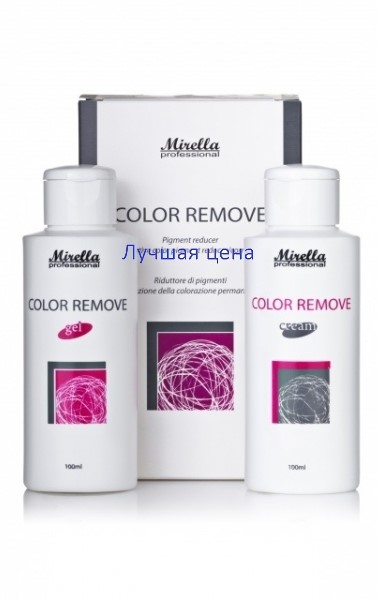 Mirella
professional
COLOR REMOVE
Pigment reducer
Лучшая цена
Riduttore di pigmenti
zione della colorazione perman
Mirella
professional
COLOR REMOVE
gel
100ml
Mirella
professional
COLOR REMOVE
cream
100ml